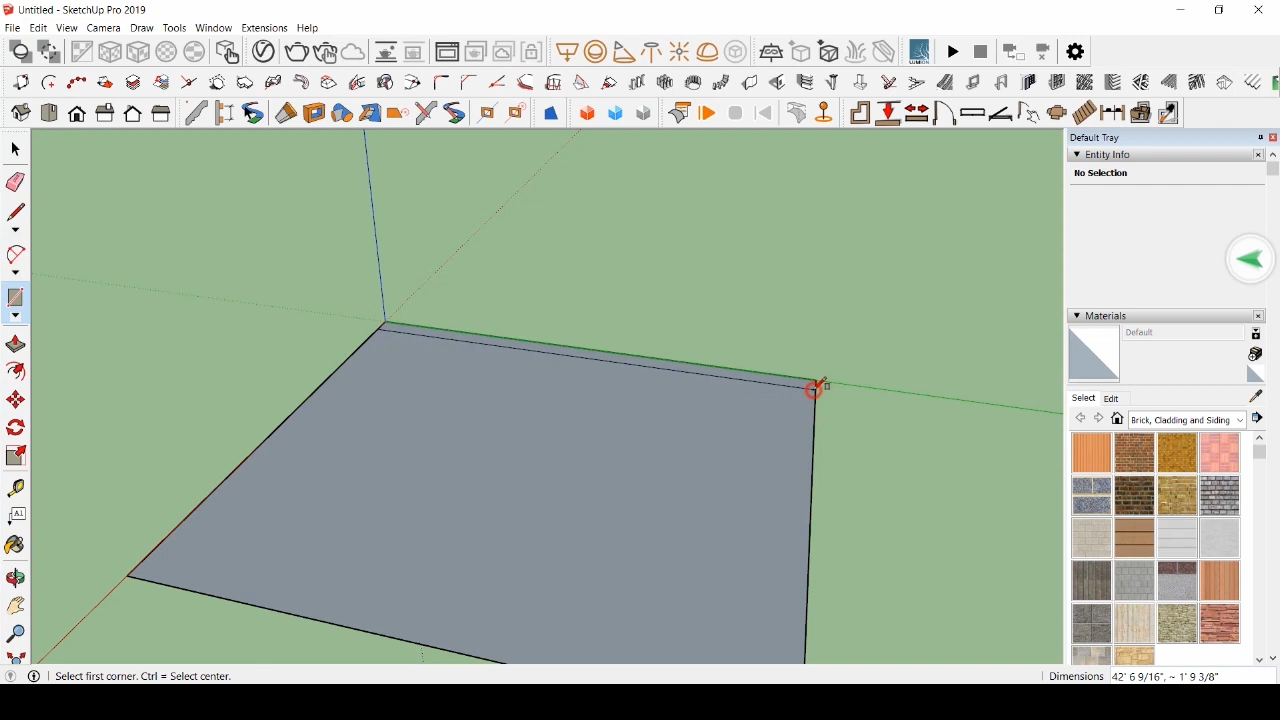 Untitled - SketchUp Pro 2019
File Edit View Camera Draw Tools Window Extensions Help
LUMION
Default Tray
Entity Info
No Selection
Materials
Default
Select Edit
Brick, Cladding and Siding
A1
Select first corner. Ctrl = Select center.
Dimensions 42' 6 9/16", ~ 1' 9 3/8"